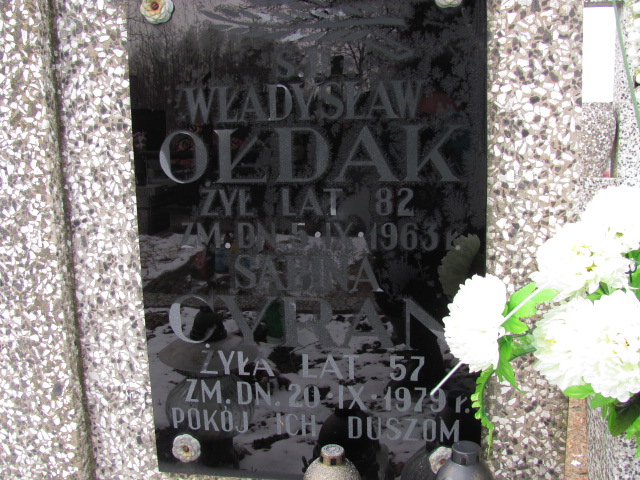 Ś.P.
WŁADYSŁAW
OŁDAK
ŻYŁ LAT 82
ZM. DN. 5.IX.1963 r.
SABINA
CYRAN
ŻYŁA LAT 57
ZM. DN. 20.IX.1979 r.
POKÓJ ICH DUSZOM